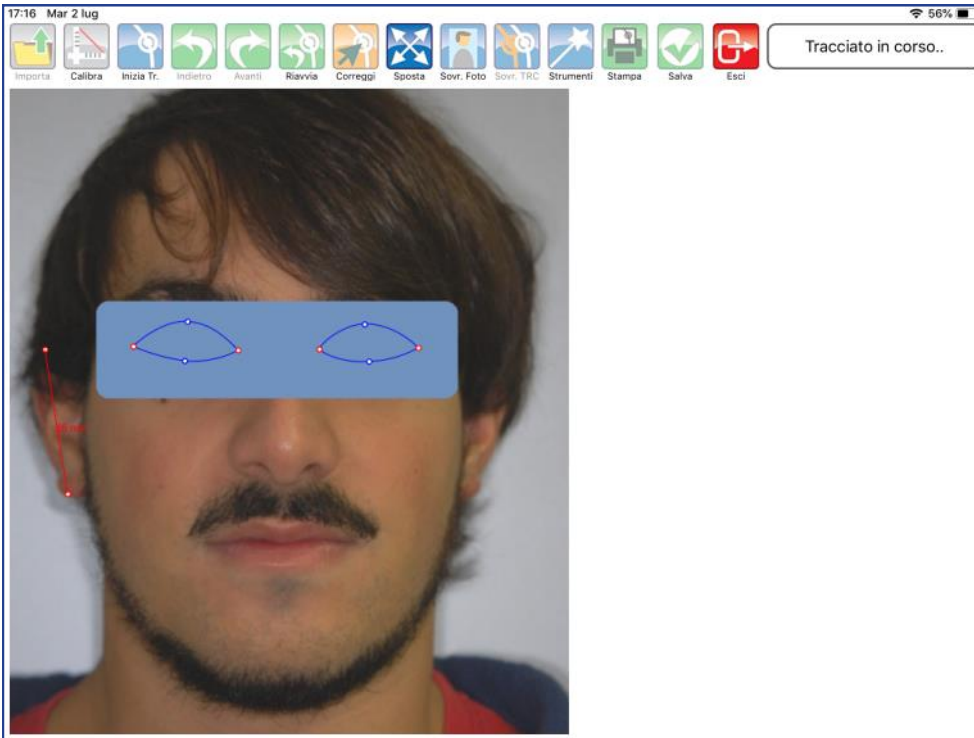 17:16 Mar 2 lug 56%
Importa Calibra Inizia Tr. Indietro Avanti Riavvia Correggi Sposta Sovr. Foto Sovr. TRC Strumenti Stampa Salva Esci
Tracciato in corso..